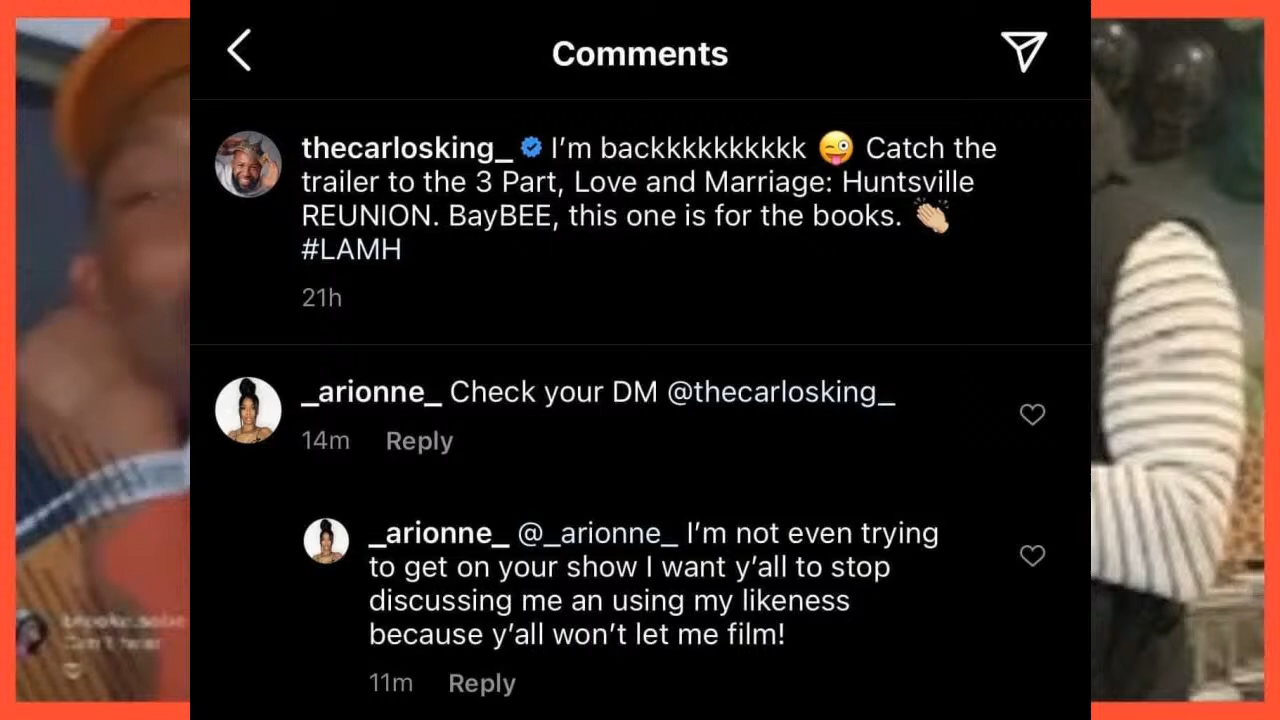 Comments
thecarlosking_ I’m backkkkkkkkkk 😜 Catch the
trailer to the 3 Part, Love and Marriage: Huntsville
REUNION. BayBEE, this one is for the books. 👏🏼
#LAMH
21h
_arionne_ Check your DM @thecarlosking_
14m Reply
_arionne_ @_arionne_ I’m not even trying
to get on your show I want y’all to stop
discussing me an using my likeness
because y’all won’t let me film!
11m Reply